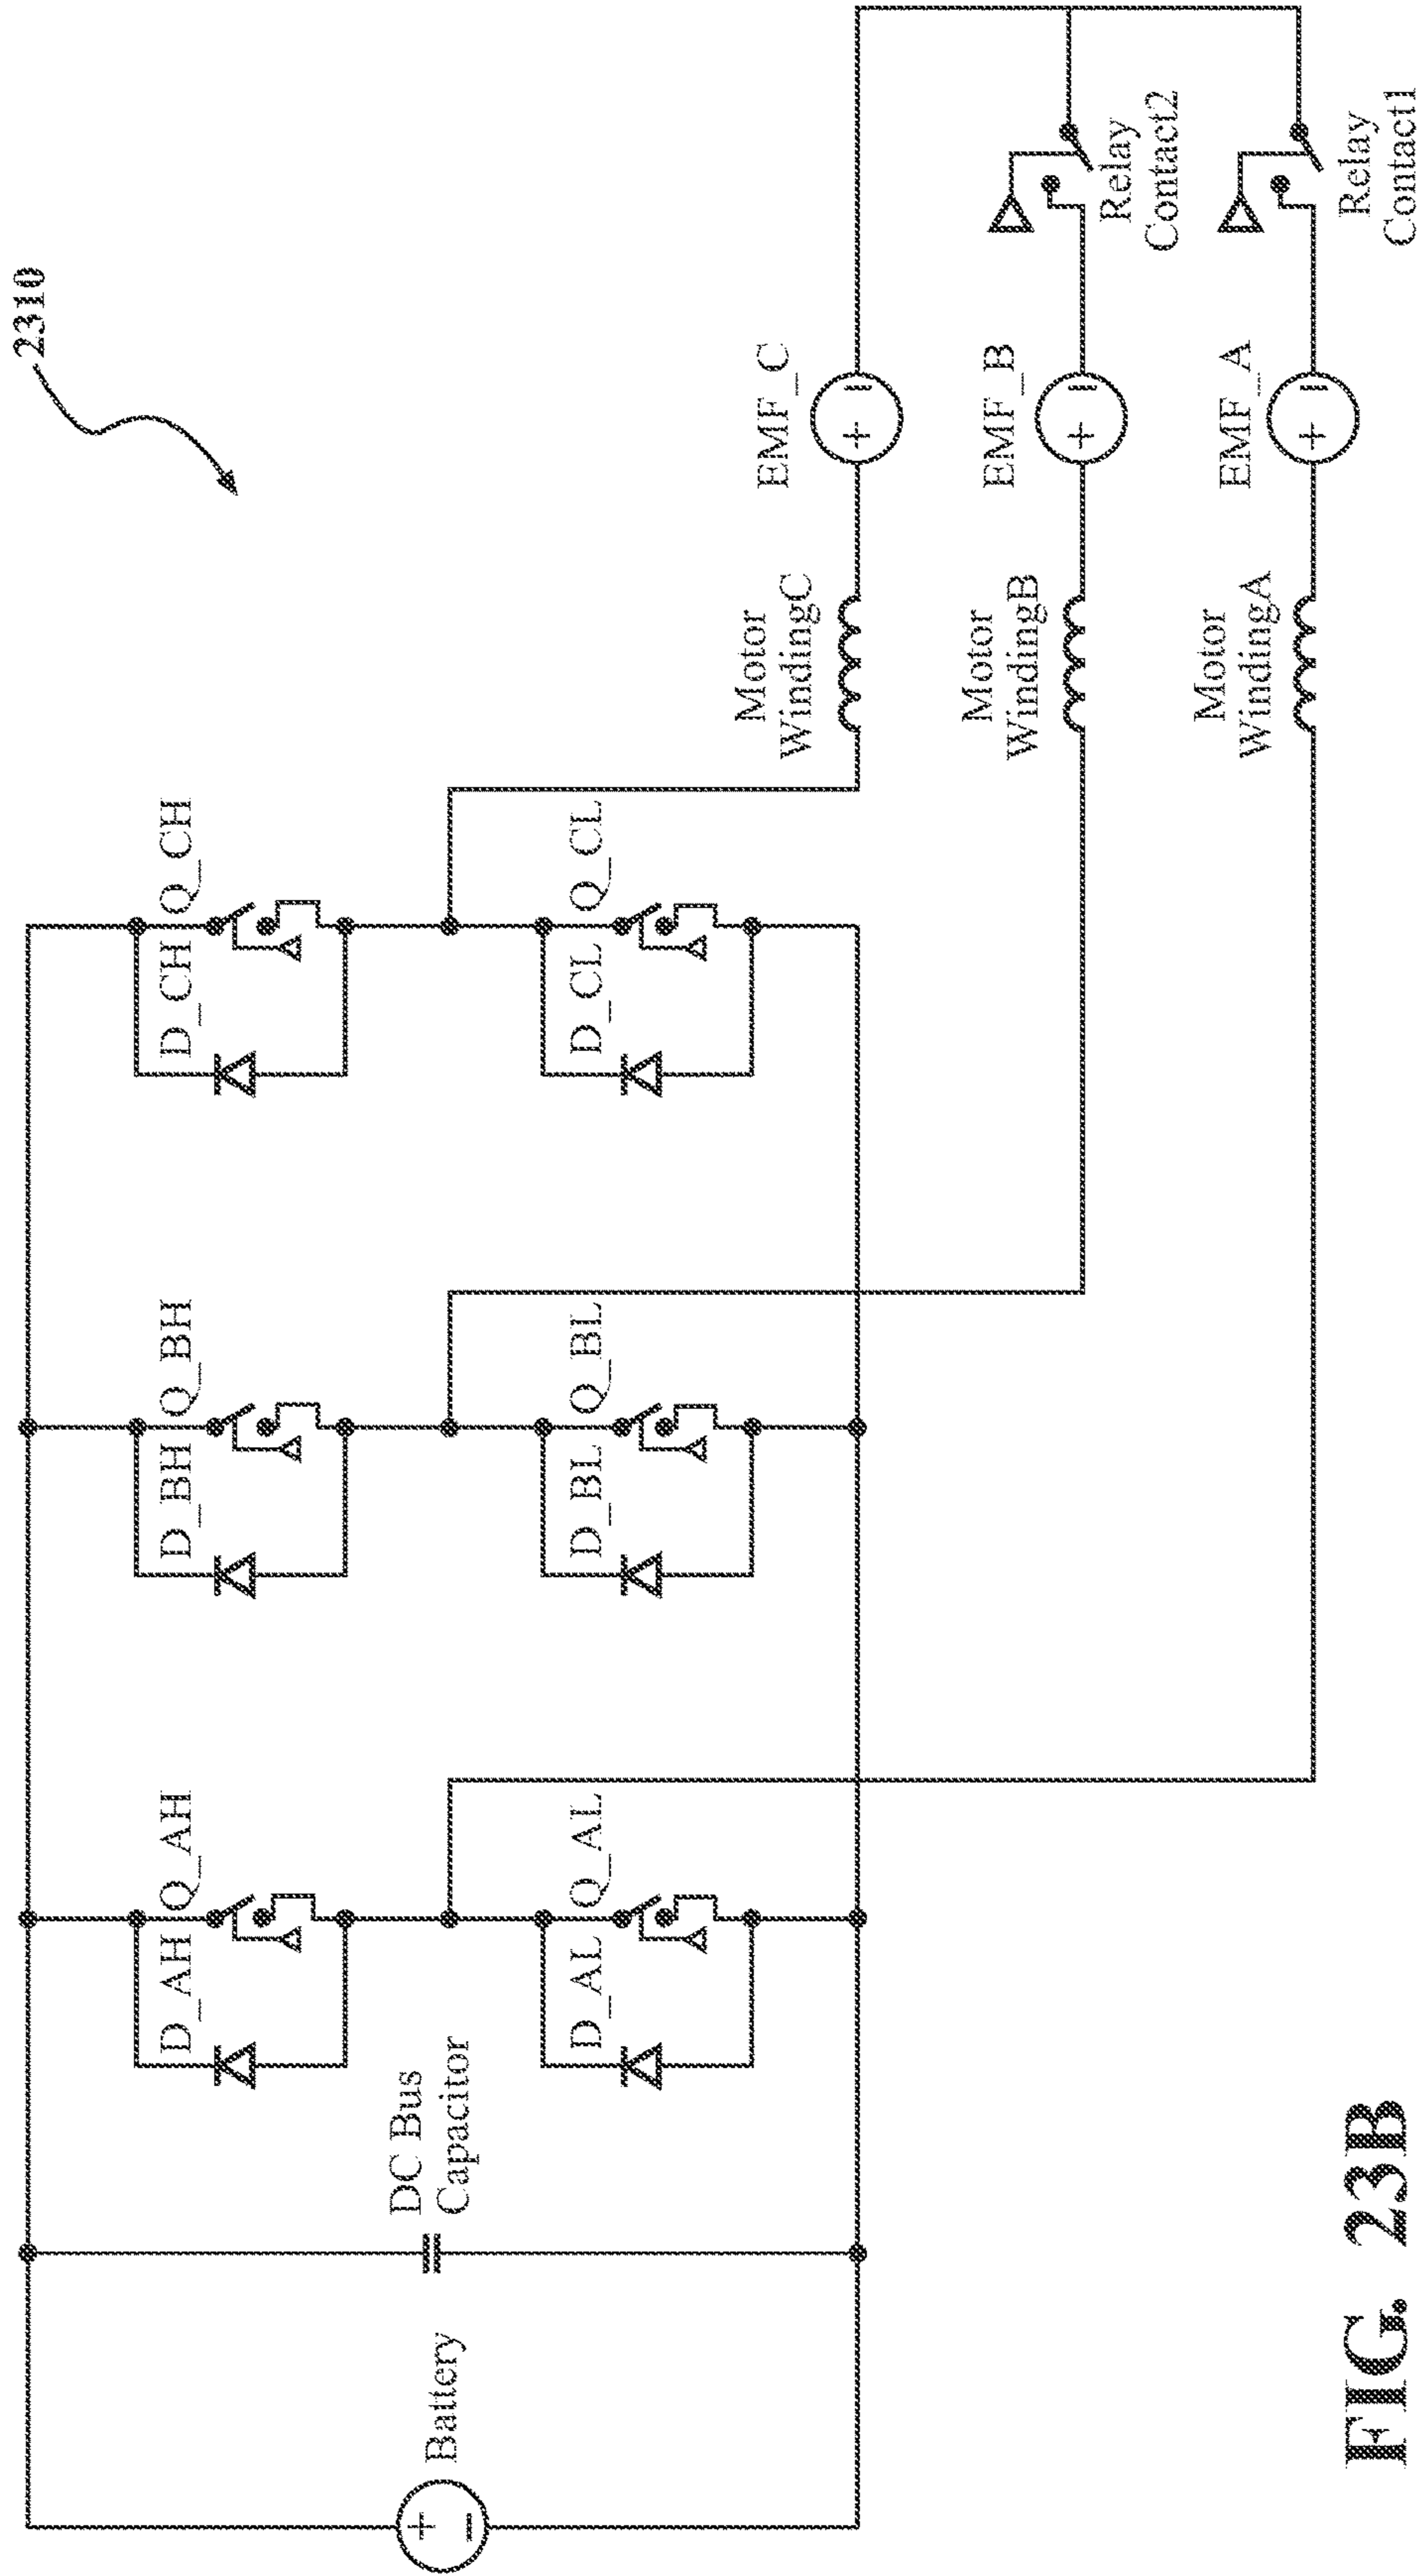 2310
D_AH
Q_AH
D_BH
Q_BH
D_CH
Q_CH
Battery
+
−
DC Bus
Capacitor
D_AL
Q_AL
D_BL
Q_BL
D_CL
Q_CL
Motor
WindingC
EMF_C
+
−
Motor
WindingB
EMF_B
+
−
Relay
Contact2
Motor
WindingA
EMF_A
+
−
Relay
Contact1
FIG. 23B